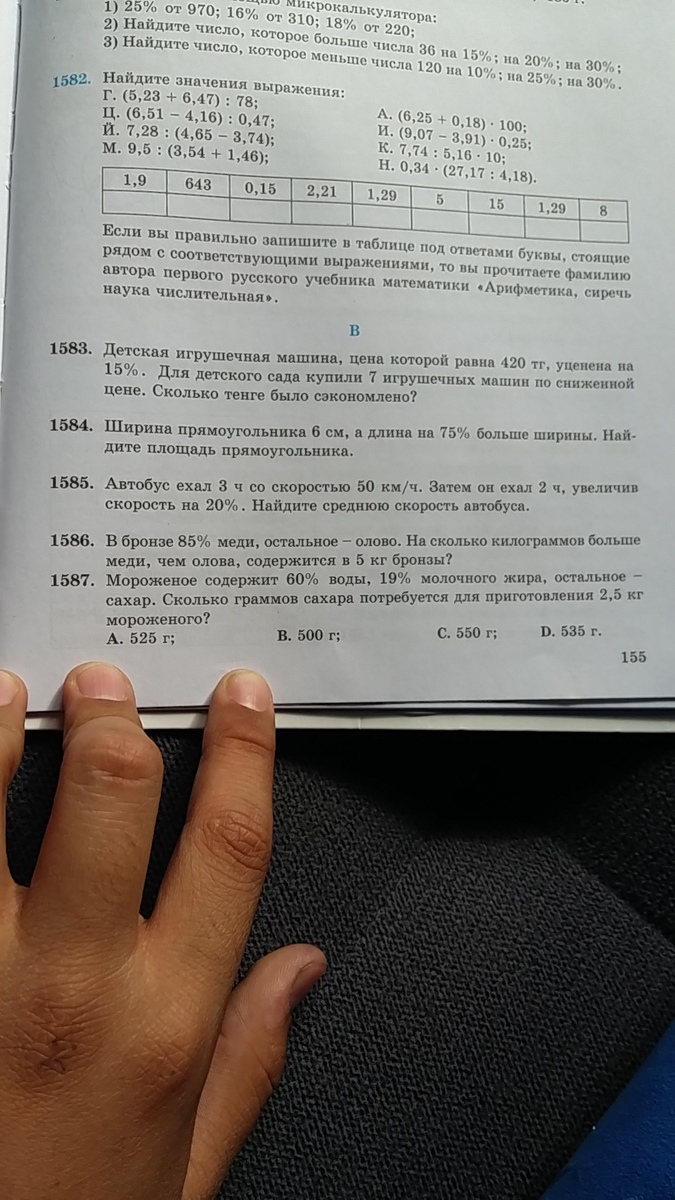 микрокалькулятора:
1) 25% от 970; 16% от 310; 18% от 220;
2) Найдите число, которое больше числа 36 на 15%; на 20%; на 30%;
3) Найдите число, которое меньше числа 120 на 10%; на 25%; на 30%.
1582. Найдите значения выражения:
Г. (5,23 + 6,47) : 78;
А. (6,25 + 0,18) · 100;
Ц. (6,51 – 4,16) : 0,47;
И. (9,07 – 3,91) · 0,25;
Й. 7,28 : (4,65 – 3,74);
К. 7,74 : 5,16 · 10;
М. 9,5 : (3,54 + 1,46);
Н. 0,34 · (27,17 : 4,18).
1,9 643 0,15 2,21 1,29 5 15 1,29 8
Если вы правильно запишите в таблице под ответами буквы, стоящие
рядом с соответствующими выражениями, то вы прочитаете фамилию
автора первого русского учебника математики «Арифметика, сиречь
наука числительная».
В
1583. Детская игрушечная машина, цена которой равна 420 тг, уценена на
15%. Для детского сада купили 7 игрушечных машин по сниженной
цене. Сколько тенге было сэкономлено?
1584. Ширина прямоугольника 6 см, а длина на 75% больше ширины. Най-
дите площадь прямоугольника.
1585. Автобус ехал 3 ч со скоростью 50 км/ч. Затем он ехал 2 ч, увеличив
скорость на 20%. Найдите среднюю скорость автобуса.
1586. В бронзе 85% меди, остальное – олово. На сколько килограммов больше
меди, чем олова, содержится в 5 кг бронзы?
1587. Мороженое содержит 60% воды, 19% молочного жира, остальное –
сахар. Сколько граммов сахара потребуется для приготовления 2,5 кг
мороженого?
А. 525 г; В. 500 г; С. 550 г; D. 535 г.
155